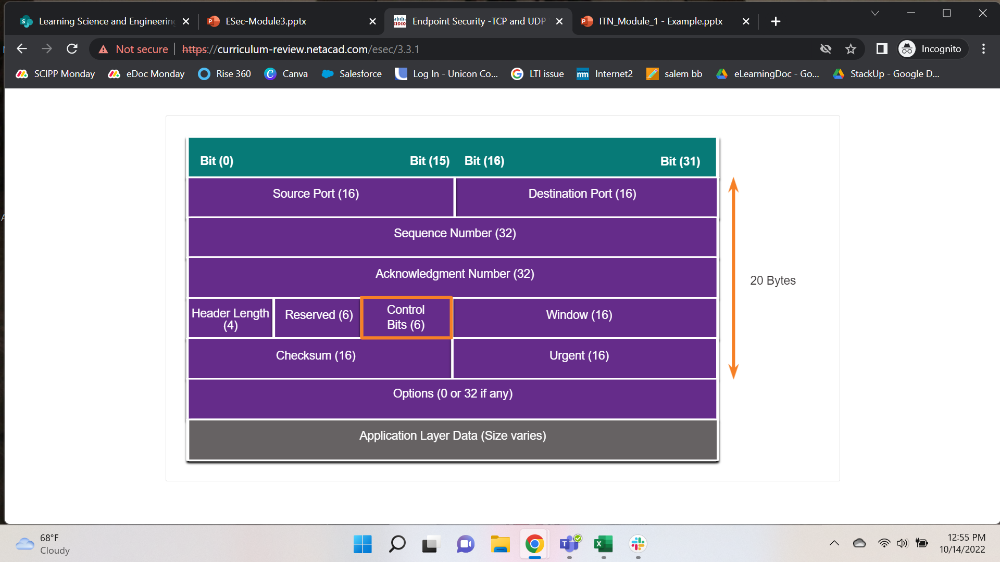 Learning Science and Engineering
ESec-Module3.pptx
Endpoint Security -TCP and UDP
ITN_Module_1 - Example.pptx
Not secure
https://curriculum-review.netacad.com/esec/3.3.1
Incognito
SCIPP Monday
eDoc Monday
Rise 360
Canva
Salesforce
Log In - Unicon Co...
LTI issue
Internet2
salem bb
eLearningDoc - Go...
StackUp - Google D...
Bit (0)
Bit (15)
Bit (16)
Bit (31)
Source Port (16)
Destination Port (16)
Sequence Number (32)
Acknowledgment Number (32)
20 Bytes
Header Length
(4)
Reserved (6)
Control
Bits (6)
Window (16)
Checksum (16)
Urgent (16)
Options (0 or 32 if any)
Application Layer Data (Size varies)
68°F
Cloudy
12:55 PM
10/14/2022